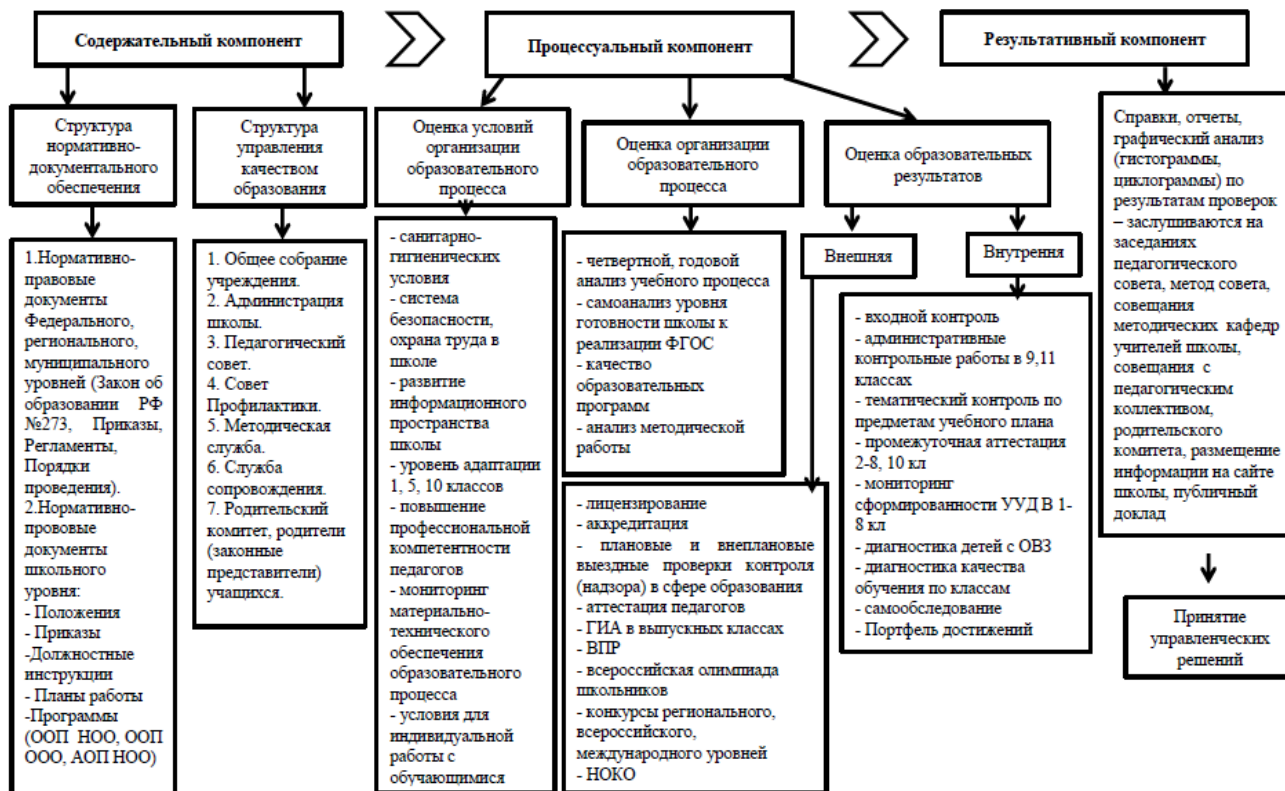 Содержательный компонент
Процессуальный компонент
Результативный компонент
Структура
нормативно-
документального
обеспечения
Структура
управления
качеством
образования
Оценка условий
организации
образовательного
процесса
Оценка организации
образовательного
процесса
Оценка образовательных
результатов
Внешняя
Внутрення
1.Нормативно-
правовые
документы
Федерального,
регионального,
муниципального
уровней (Закон об
образовании РФ
№273, Приказы,
Регламенты,
Порядки
проведения).
2.Нормативно-
прововые
документы
школьного
уровня:
- Положения
- Приказы
-Должностные
инструкции
- Планы работы
-Программы
(ООП НОО, ООП
ООО, АОП НОО)
1. Общее собрание
учреждения.
2. Администрация
школы.
3. Педагогический
совет.
4. Совет
Профилактики.
5. Методическая
служба.
6. Служба
сопровождения.
7. Родительский
комитет, родители
(законные
представители)
учащихся.
- санитарно-
гигиенических
условия
- система
безопасности,
охрана труда в
школе
- развитие
информационного
пространства
школы
- уровень адаптации
1, 5, 10 классов
- повышение
профессиональной
компетентности
педагогов
- мониторинг
материально-
технического
обеспечения
образовательного
процесса
- условия для
индивидуальной
работы с
обучающимися
- четвертной, годовой
анализ учебного процесса
- самоанализ уровня
готовности школы к
реализации ФГОС
- качество
образовательных
программ
- анализ методической
работы
- лицензирование
- аккредитация
- плановые и внеплановые
выездные проверки контроля
(надзора) в сфере образования
- аттестация педагогов
- ГИА в выпускных классах
- ВПР
- всероссийская олимпиада
школьников
- конкурсы регионального,
всероссийского,
международного уровней
- НОКО
- входной контроль
- административные
контрольные работы в 9,11
классах
- тематический контроль по
предметам учебного плана
- промежуточная аттестация
2-8, 10 кл
- мониторинг
сформированности УУД В 1-
8 кл
- диагностика детей с ОВЗ
- диагностика качества
обучения по классам
- самообследование
- Портфель достижений
Справки, отчеты,
графический анализ
(гистограммы,
циклограммы) по
результатам проверок
– заслушиваются на
заседаниях
педагогического
совета, метод совета,
совещания
методических кафедр
учителей школы,
совещания с
педагогическим
коллективом,
родительского
комитета, размещение
информации на сайте
школы, публичный
доклад
Принятие
управленческих
решений